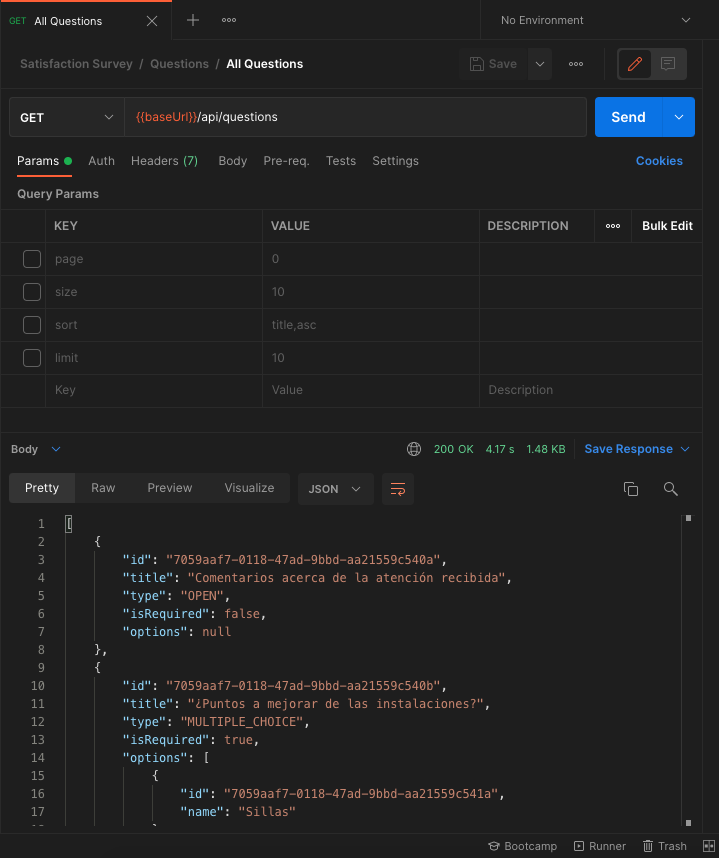 GET All Questions No Environment
Satisfaction Survey / Questions / All Questions Save
GET {{baseUrl}}/api/questions Send
Params Auth Headers (7) Body Pre-req. Tests Settings Cookies
Query Params
KEY VALUE DESCRIPTION Bulk Edit
page 0
size 10
sort title,asc
limit 10
Key Value Description
Body 200 OK 4.17 s 1.48 KB Save Response
Pretty Raw Preview Visualize JSON
1 [
2 {
3 "id": "7059aaf7-0118-47ad-9bbd-aa21559c540a",
4 "title": "Comentarios acerca de la atención recibida",
5 "type": "OPEN",
6 "isRequired": false,
7 "options": null
8 },
9 {
10 "id": "7059aaf7-0118-47ad-9bbd-aa21559c540b",
11 "title": "¿Puntos a mejorar de las instalaciones?",
12 "type": "MULTIPLE_CHOICE",
13 "isRequired": true,
14 "options": [
15 {
16 "id": "7059aaf7-0118-47ad-9bbd-aa21559c541a",
17 "name": "Sillas"
Bootcamp Runner Trash